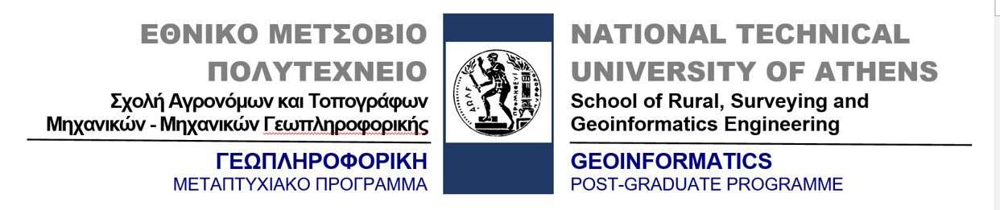 ΕΘΝΙΚΟ ΜΕΤΣΟΒΙΟ
ΠΟΛΥΤΕΧΝΕΙΟ
Σχολή Αγρονόμων και Τοπογράφων
Μηχανικών - Μηχανικών Γεωπληροφορικής
ΓΕΩΠΛΗΡΟΦΟΡΙΚΗ
ΜΕΤΑΠΤΥΧΙΑΚΟ ΠΡΟΓΡΑΜΜΑ
ΠΡΟΜΗΘΕΥΣ
ΠΥΡΦΟΡΟΣ
NATIONAL TECHNICAL
UNIVERSITY OF ATHENS
School of Rural, Surveying and
Geoinformatics Engineering
GEOINFORMATICS
POST-GRADUATE PROGRAMME